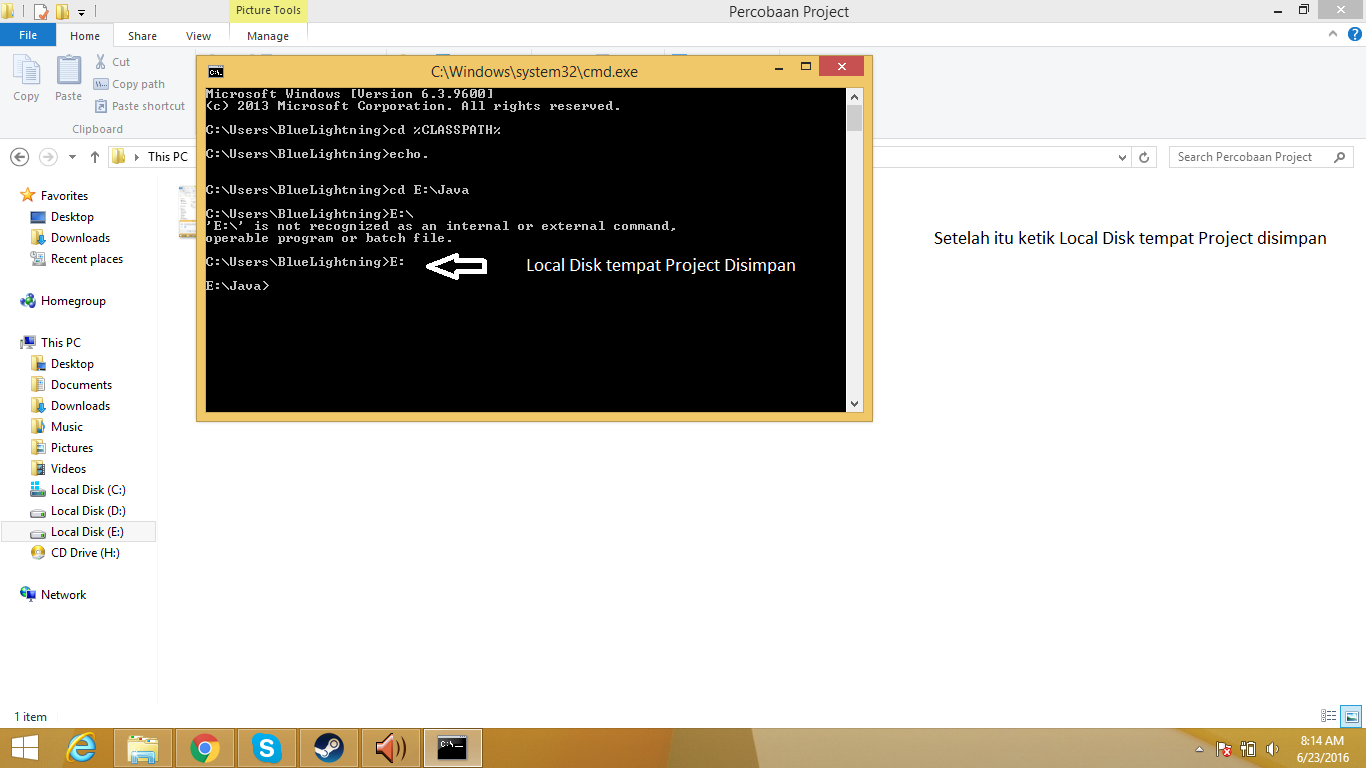 Picture Tools
Percobaan Project
File
Home
Share
View
Manage
Copy
Paste
Cut
Copy path
Paste shortcut
Clipboard
This PC
Search Percobaan Project
C:\Windows\system32\cmd.exe
Microsoft Windows [Version 6.3.9600]
(c) 2013 Microsoft Corporation. All rights reserved.
C:\Users\BlueLightning>cd %CLASSPATH%
C:\Users\BlueLightning>echo.
C:\Users\BlueLightning>cd E:\Java
C:\Users\BlueLightning>E:\
'E:\' is not recognized as an internal or external command,
operable program or batch file.
C:\Users\BlueLightning>E:
E:\Java>
Local Disk tempat Project Disimpan
Setelah itu ketik Local Disk tempat Project disimpan
Favorites
Desktop
Downloads
Recent places
Homegroup
This PC
Desktop
Documents
Downloads
Music
Pictures
Videos
Local Disk (C:)
Local Disk (D:)
Local Disk (E:)
CD Drive (H:)
Network
1 item
8:14 AM
6/23/2016